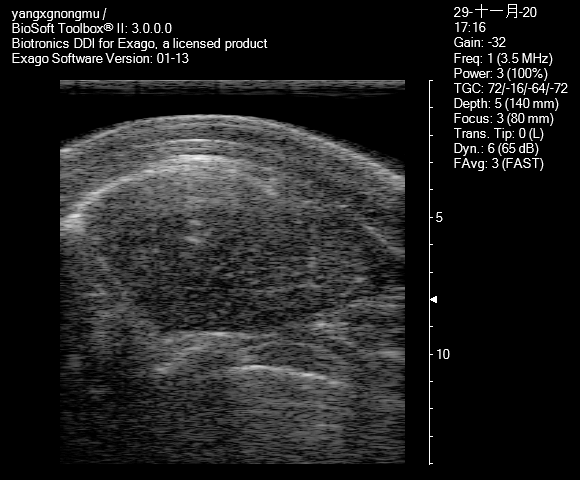 yangxgnongmu /
BioSoft Toolbox® II: 3.0.0.0
Biotronics DDI for Exago, a licensed product
Exago Software Version: 01-13
29-十一月-20
17:16
Gain: -32
Freq: 1 (3.5 MHz)
Power: 3 (100%)
TGC: 72/-16/-64/-72
Depth: 5 (140 mm)
Focus: 3 (80 mm)
Trans. Tip: 0 (L)
Dyn.: 6 (65 dB)
FAvg: 3 (FAST)
5
10